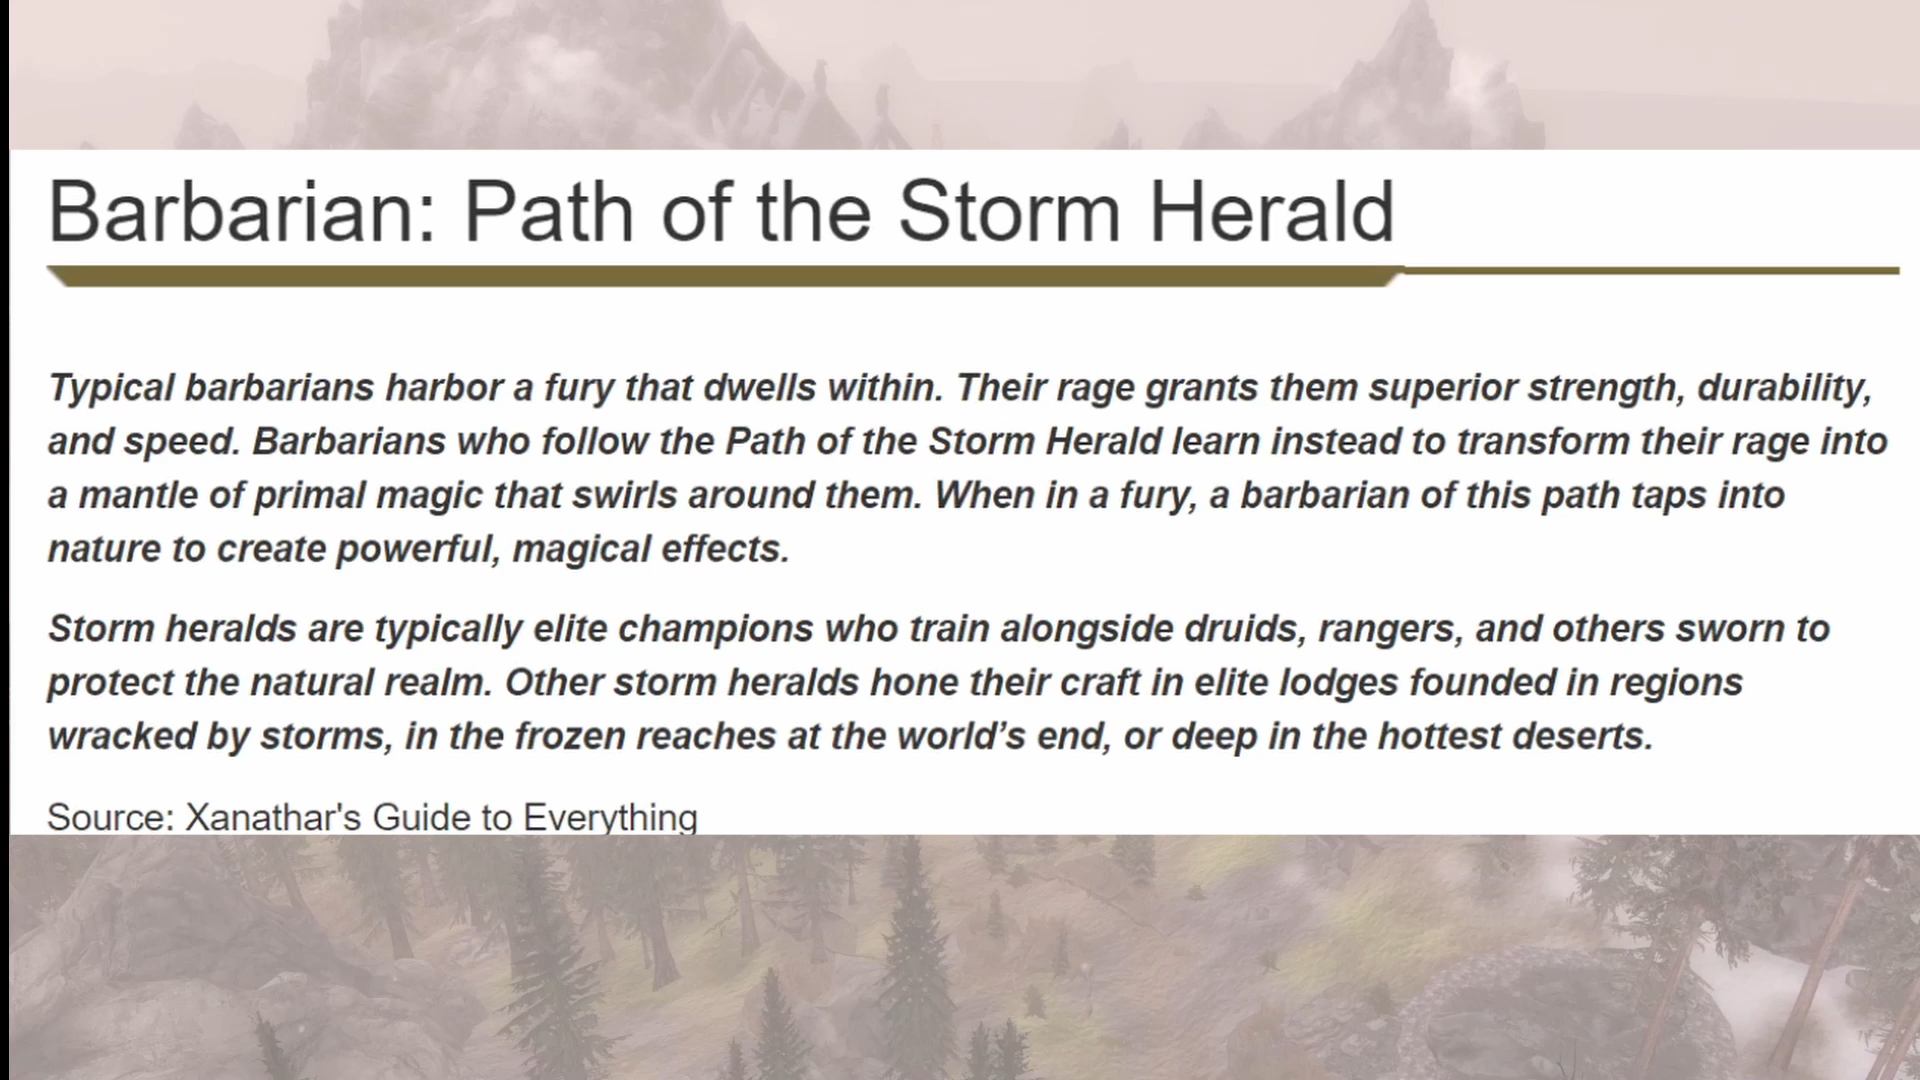 Barbarian: Path of the Storm Herald
Typical barbarians harbor a fury that dwells within. Their rage grants them superior strength, durability,
and speed. Barbarians who follow the Path of the Storm Herald learn instead to transform their rage into
a mantle of primal magic that swirls around them. When in a fury, a barbarian of this path taps into
nature to create powerful, magical effects.
Storm heralds are typically elite champions who train alongside druids, rangers, and others sworn to
protect the natural realm. Other storm heralds hone their craft in elite lodges founded in regions
wracked by storms, in the frozen reaches at the world’s end, or deep in the hottest deserts.
Source: Xanathar's Guide to Everything